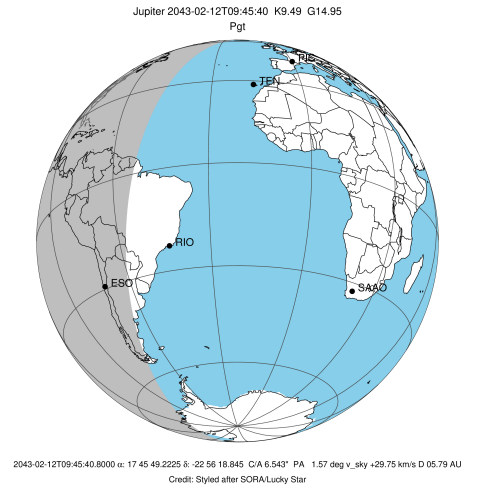 Jupiter 2043-02-12T09:45:40 K9.49 G14.95
Pgt
TEN
RIO
ESO
SAAO
2043-02-12T09:45:40.8000 α: 17 45 49.2225 δ: -22 56 18.845 C/A 6.543" PA 1.57 deg v_sky +29.75 km/s D 05.79 AU
Credit: Styled after SORA/Lucky Star